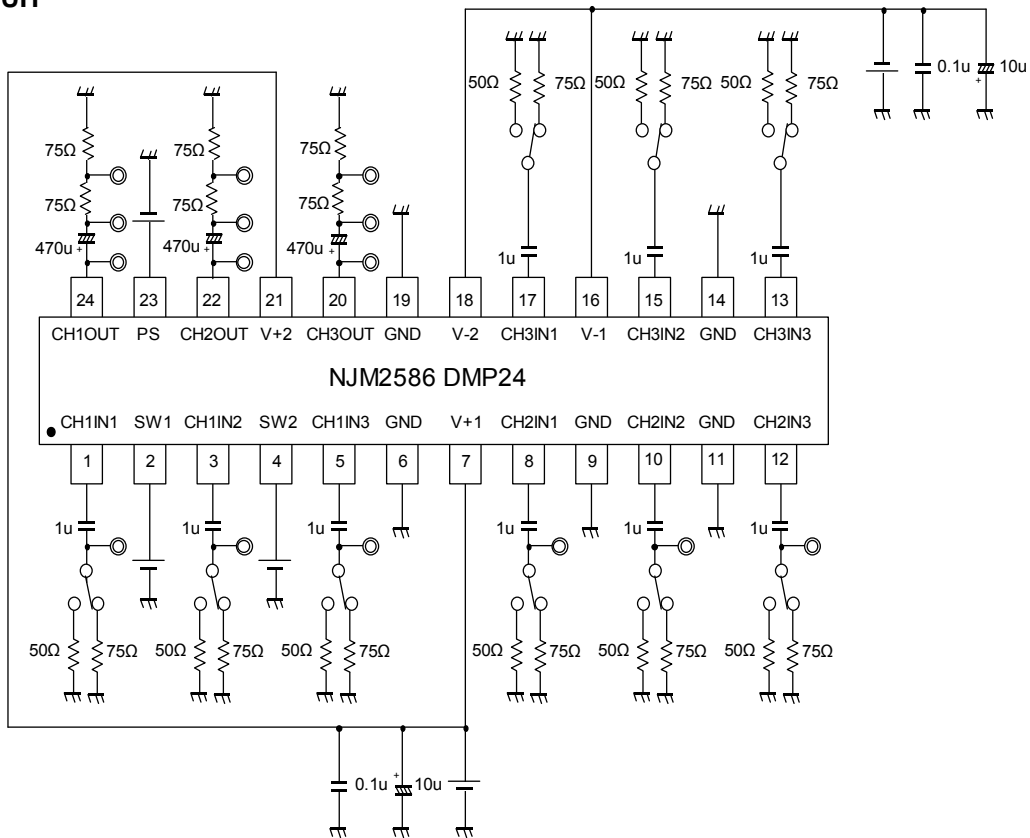 50Ω 75Ω 50Ω 75Ω 50Ω 75Ω 0.1u 10u
+
75Ω 75Ω 75Ω
75Ω 75Ω 75Ω
470u + 470u + 470u +
1u 1u 1u
24 23 22 21 20 19 18 17 16 15 14 13
CH1OUT PS CH2OUT V+2 CH3OUT GND V-2 CH3IN1 V-1 CH3IN2 GND CH3IN3
NJM2586 DMP24
CH1IN1 SW1 CH1IN2 SW2 CH1IN3 GND V+1 CH2IN1 GND CH2IN2 GND CH2IN3
1 2 3 4 5 6 7 8 9 10 11 12
1u 1u 1u 1u 1u 1u
50Ω 75Ω 50Ω 75Ω 50Ω 75Ω 50Ω 75Ω 50Ω 75Ω 50Ω 75Ω
0.1u + 10u